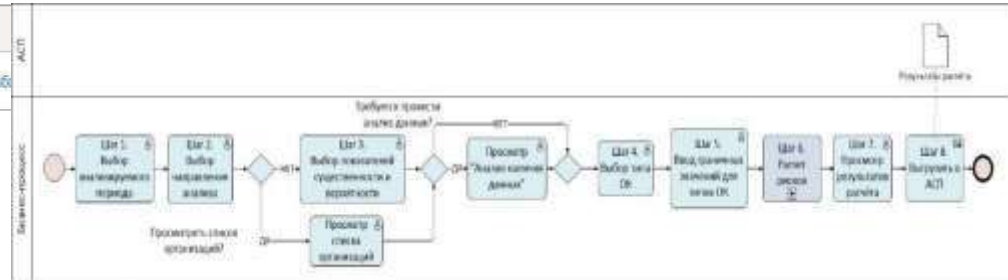 АСП
Результаты расчёта
Бизнес-процесс
Требуется провести
анализ данных?
НЕТ
Шаг 1.
Выбор
анализируемого
периода
Шаг 2.
Выбор
направления
анализа
НЕТ
Шаг 3.
Выбор показателей
существенности и
вероятности
ДА
Просмотр
"Анализ наличия
данных"
Шаг 4.
Выбор типа
ОК
Шаг 5.
Ввод граничных
значений для
типов ОК
Шаг 6.
Расчет
рисков
Шаг 7.
Просмотр
результатов
расчёта
Шаг 8.
Выгрузить в
АСП
Просмотреть список
организаций?
ДА
Просмотр
списка
организаций